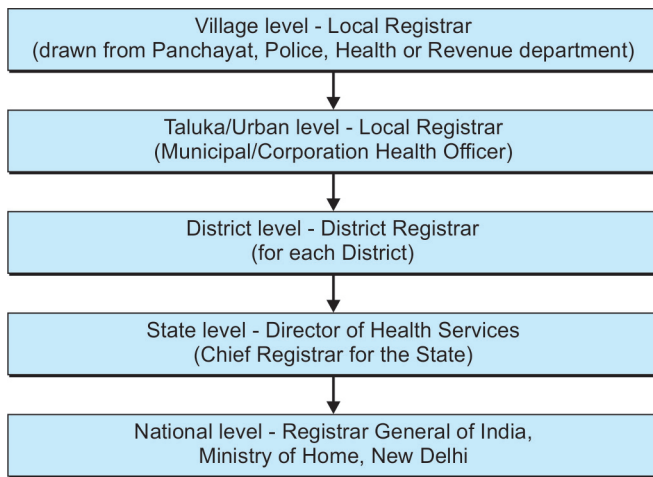 Village level - Local Registrar
(drawn from Panchayat, Police, Health or Revenue department)
Taluka/Urban level - Local Registrar
(Municipal/Corporation Health Officer)
District level - District Registrar
(for each District)
State level - Director of Health Services
(Chief Registrar for the State)
National level - Registrar General of India,
Ministry of Home, New Delhi